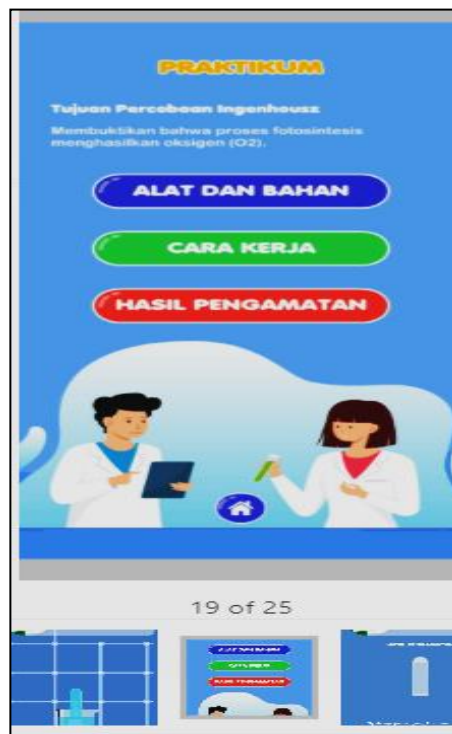 PRAKTIKUM
Tujuan Percobaan Ingenhousz
Membuktikan bahwa proses fotosintesis
menghasilkan oksigen (O2).
ALAT DAN BAHAN
CARA KERJA
HASIL PENGAMATAN
19 of 25